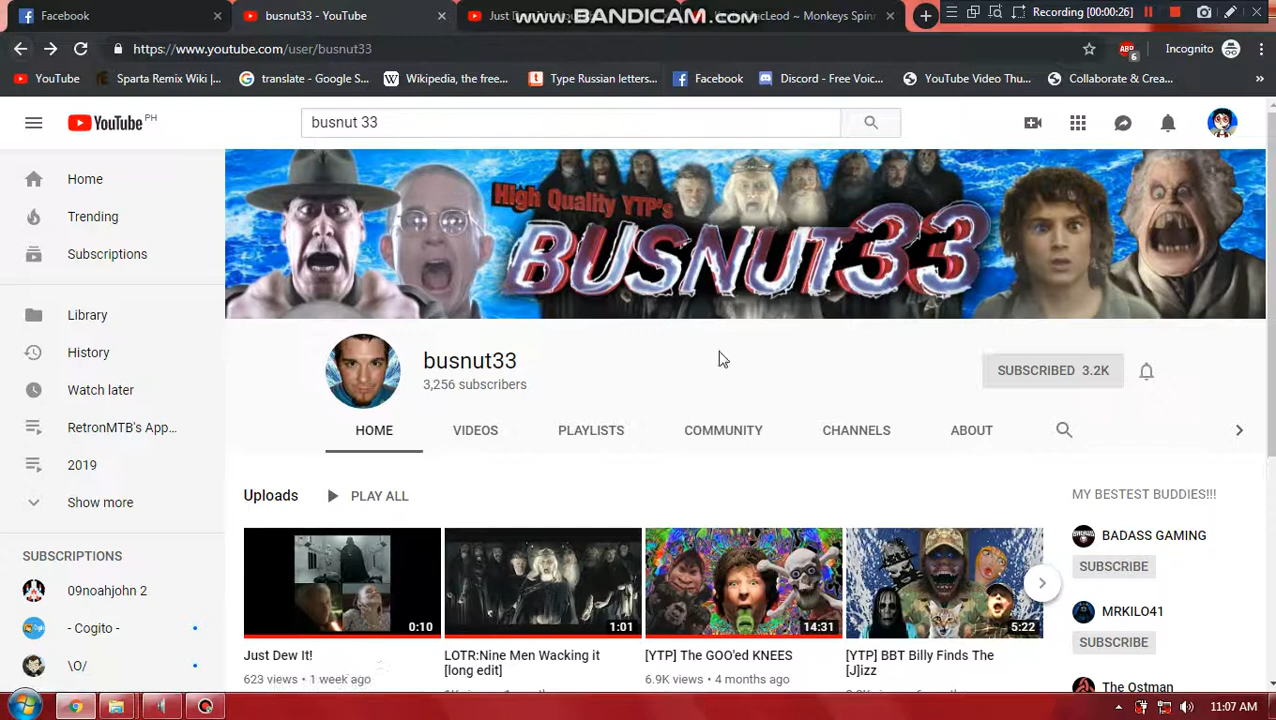 Facebook
busnut33 - YouTube
Just D
www.BANDICAM.com
acLeod ~ Monkeys Spinn
Recording [00:00:26]
https://www.youtube.com/user/busnut33
ABP
6
Incognito
YouTube
Sparta Remix Wiki |...
translate - Google S...
Wikipedia, the free...
Type Russian letters...
Facebook
Discord - Free Voic...
YouTube Video Thu...
Collaborate & Crea...
»
YouTube PH
busnut 33
Home
Trending
Subscriptions
Library
History
Watch later
RetronMTB's App...
2019
Show more
SUBSCRIPTIONS
09noahjohn 2
- Cogito -
\O/
High Quality YTP's
BUSNUT33
busnut33
3,256 subscribers
SUBSCRIBED 3.2K
HOME VIDEOS PLAYLISTS COMMUNITY CHANNELS ABOUT
Uploads PLAY ALL
0:10
1:01
14:31
5:22
Just Dew It!
623 views • 1 week ago
LOTR:Nine Men Wacking it
[long edit]
[YTP] The GOO'ed KNEES
6.9K views • 4 months ago
[YTP] BBT Billy Finds The
[J]izz
MY BESTEST BUDDIES!!!
BADASS GAMING
SUBSCRIBE
MRKILO41
SUBSCRIBE
The Ostman
11:07 AM